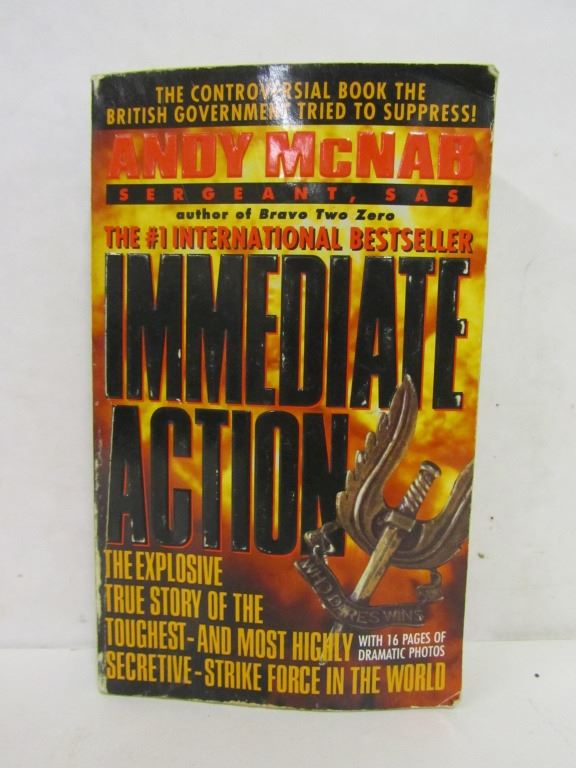 THE CONTROVERSIAL BOOK THE
BRITISH GOVERNMENT TRIED TO SUPPRESS!
ANDY McNAB
SERGEANT, SAS
author of Bravo Two Zero
THE #1 INTERNATIONAL BESTSELLER
IMMEDIATE
ACTION
WHO DARES WINS
THE EXPLOSIVE
TRUE STORY OF THE
TOUGHEST-AND MOST HIGHLY
SECRETIVE-STRIKE FORCE IN THE WORLD
WITH 16 PAGES OF
DRAMATIC PHOTOS